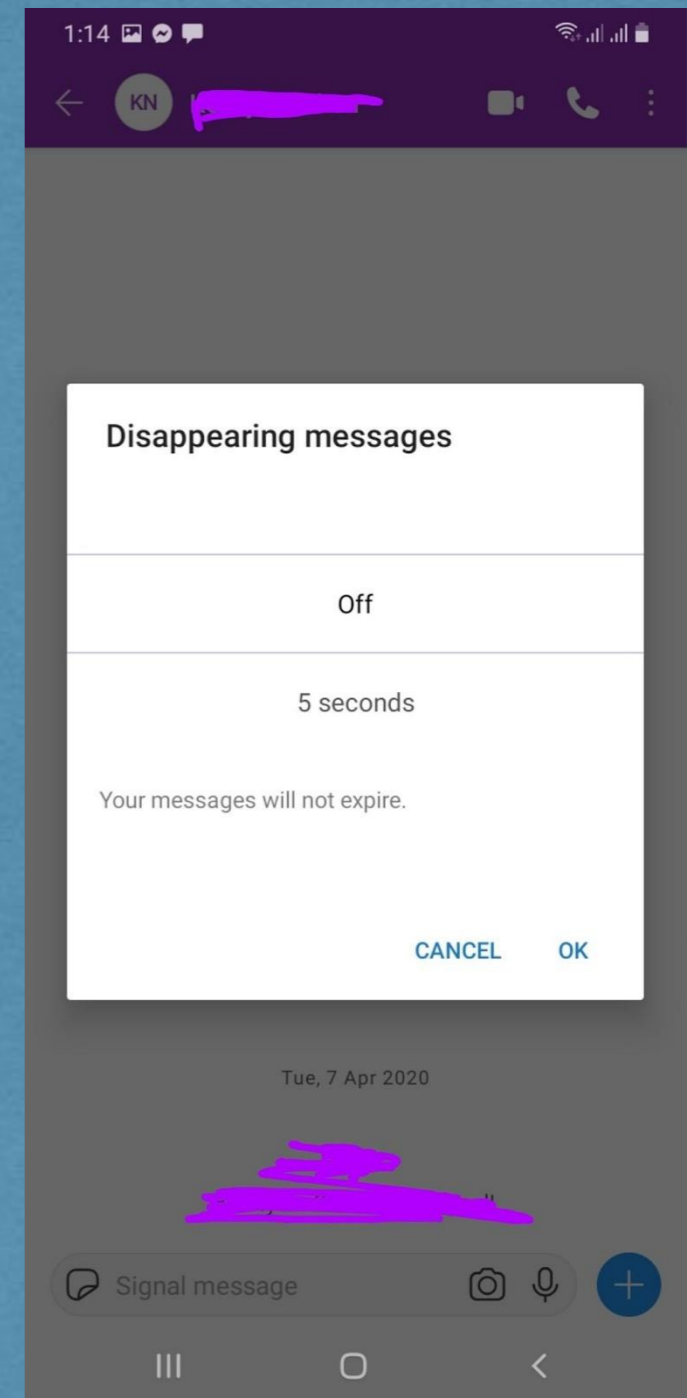 1:14
KN
Disappearing messages
Off
5 seconds
Your messages will not expire.
CANCEL OK
Tue, 7 Apr 2020
Signal message